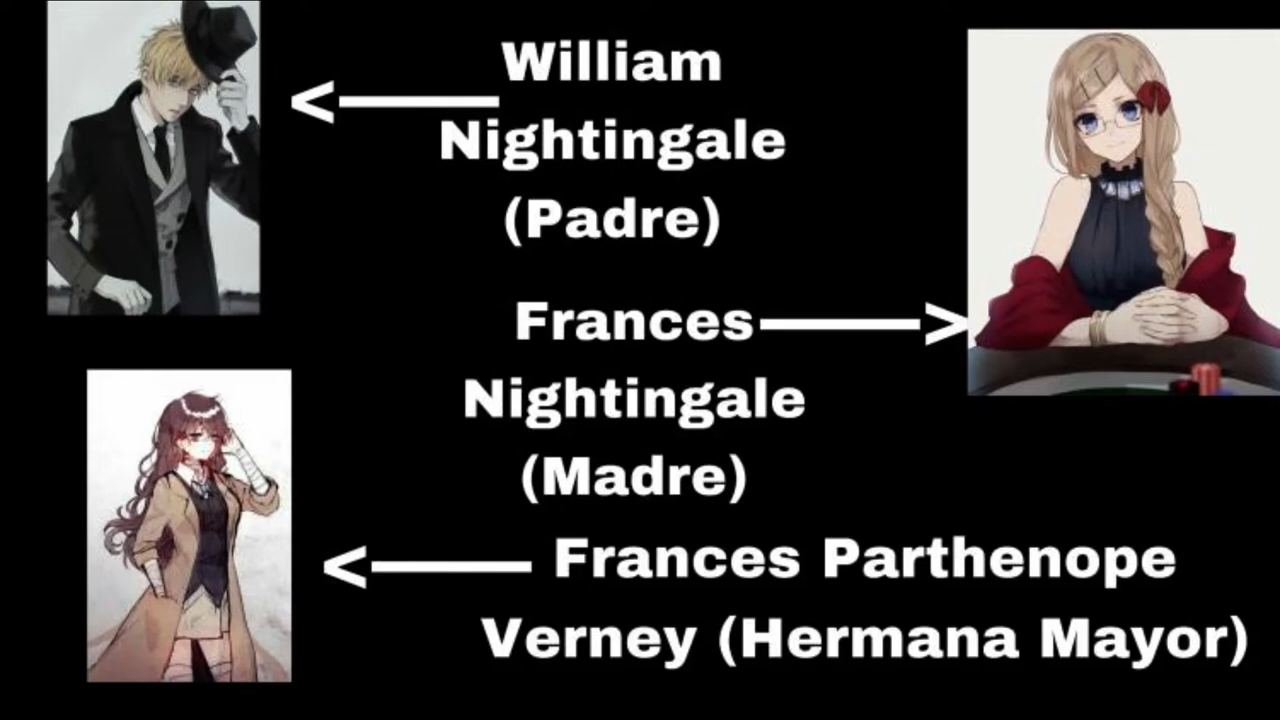 William
Nightingale
(Padre)
Frances
Nightingale
(Madre)
Frances Parthenope
Verney (Hermana Mayor)